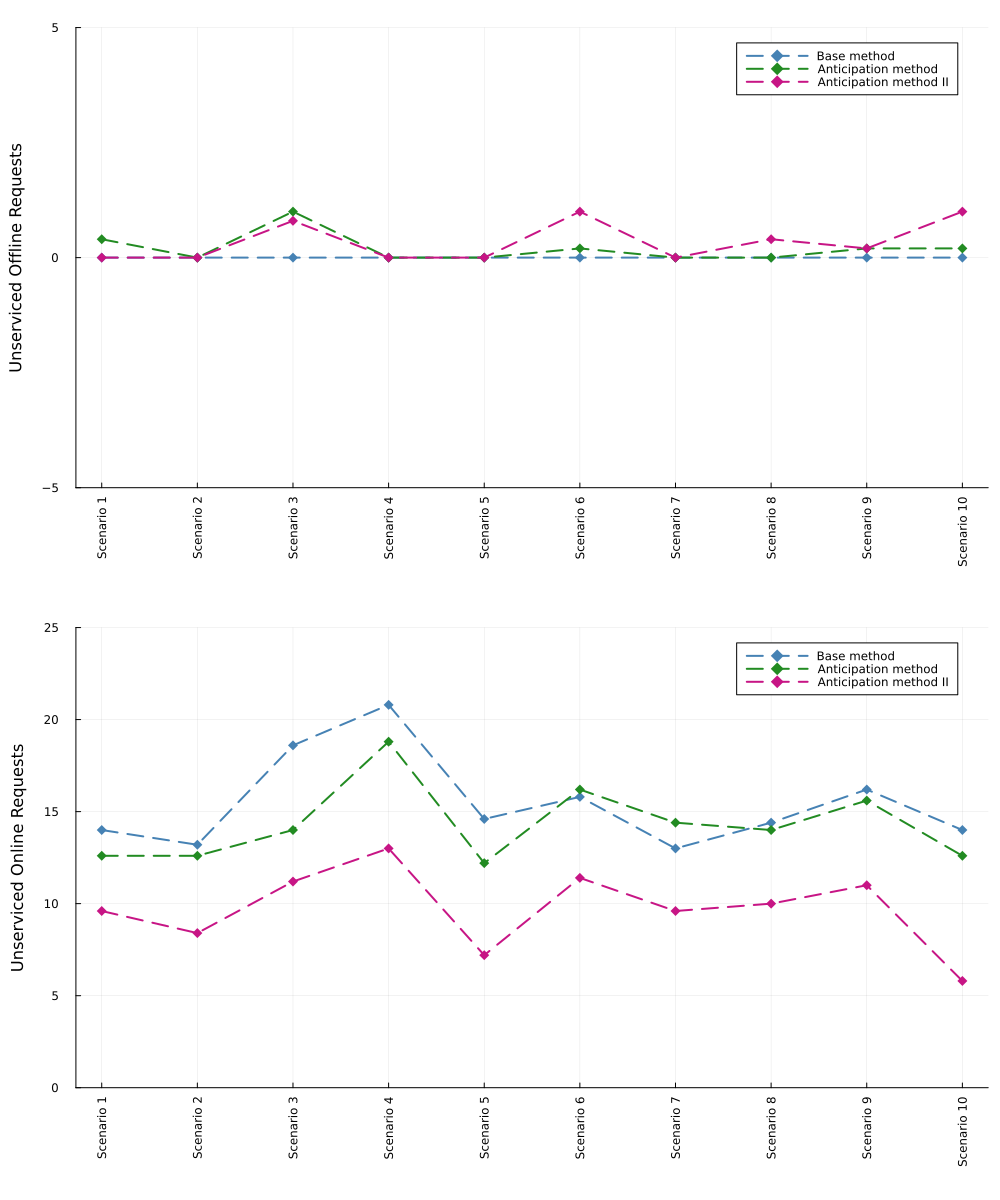 Unserviced Offline Requests
5
0
−5
Base method
Anticipation method
Anticipation method II
Scenario 1
Scenario 2
Scenario 3
Scenario 4
Scenario 5
Scenario 6
Scenario 7
Scenario 8
Scenario 9
Scenario 10
Unserviced Online Requests
25
20
15
10
5
0
Base method
Anticipation method
Anticipation method II
Scenario 1
Scenario 2
Scenario 3
Scenario 4
Scenario 5
Scenario 6
Scenario 7
Scenario 8
Scenario 9
Scenario 10